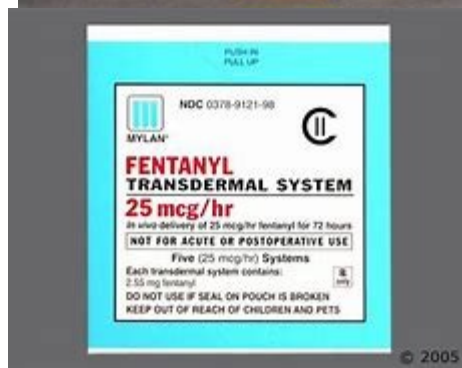 PUSH IN
PULL UP
NDC 0378-9121-98
CII
MYLAN®
FENTANYL
TRANSDERMAL SYSTEM
25 mcg/hr
in vivo delivery of 25 mcg/hr fentanyl for 72 hours
NOT FOR ACUTE OR POSTOPERATIVE USE
Five (25 mcg/hr) Systems
Each transdermal system contains:
2.55 mg fentanyl
℞ only
DO NOT USE IF SEAL ON POUCH IS BROKEN
KEEP OUT OF REACH OF CHILDREN AND PETS
© 2005